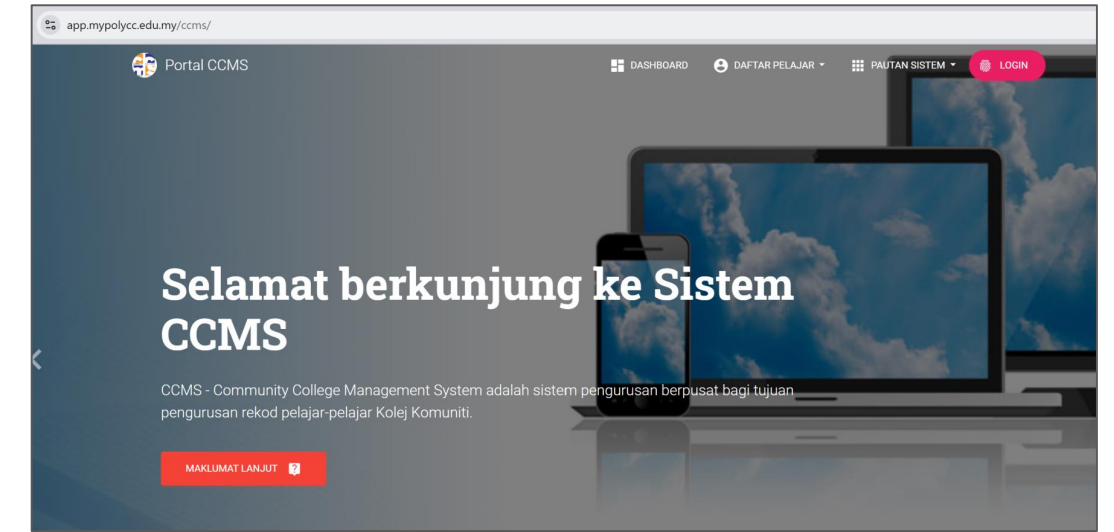 app.mypolycc.edu.my/ccms/
Portal CCMS
DASHBOARD
DAFTAR PELAJAR
PAUTAN SISTEM
LOGIN
Selamat berkunjung ke Sistem
CCMS
CCMS - Community College Management System adalah sistem pengurusan berpusat bagi tujuan
pengurusan rekod pelajar-pelajar Kolej Komuniti.
MAKLUMAT LANJUT